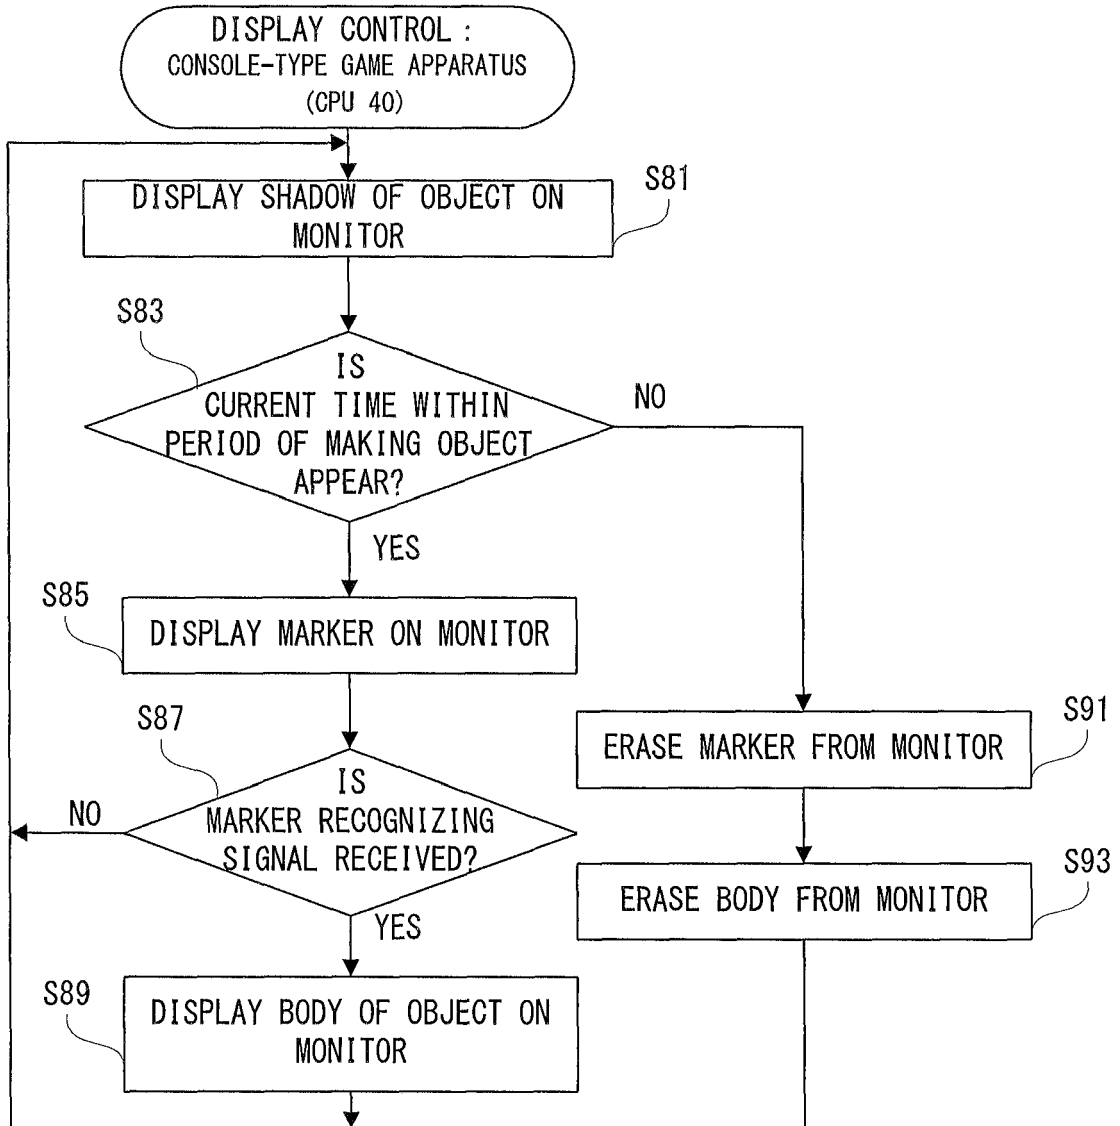 DISPLAY CONTROL :
CONSOLE-TYPE GAME APPARATUS
(CPU 40)
S81
DISPLAY SHADOW OF OBJECT ON
MONITOR
S83
IS
CURRENT TIME WITHIN
PERIOD OF MAKING OBJECT
APPEAR?
NO
YES
S85
DISPLAY MARKER ON MONITOR
S87
IS
MARKER RECOGNIZING
SIGNAL RECEIVED?
NO
YES
S91
ERASE MARKER FROM MONITOR
S93
ERASE BODY FROM MONITOR
S89
DISPLAY BODY OF OBJECT ON
MONITOR